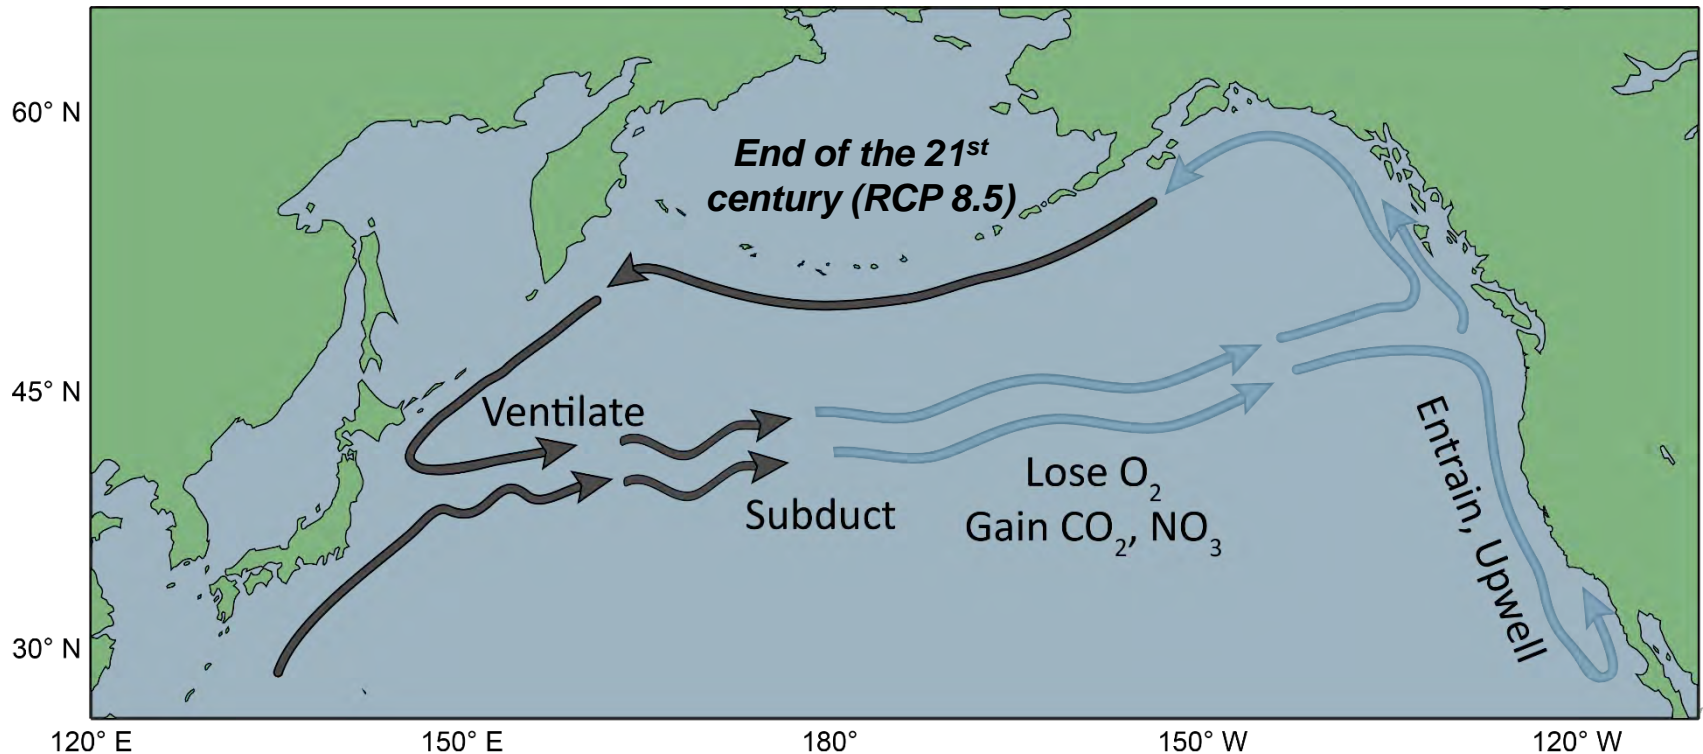 60° N
End of the 21st
century (RCP 8.5)
45° N
Ventilate
Entrain, Upwell
Lose O2
Subduct
Gain CO2, NO3
30° N
120° E
150° E
180°
150° W
120° W